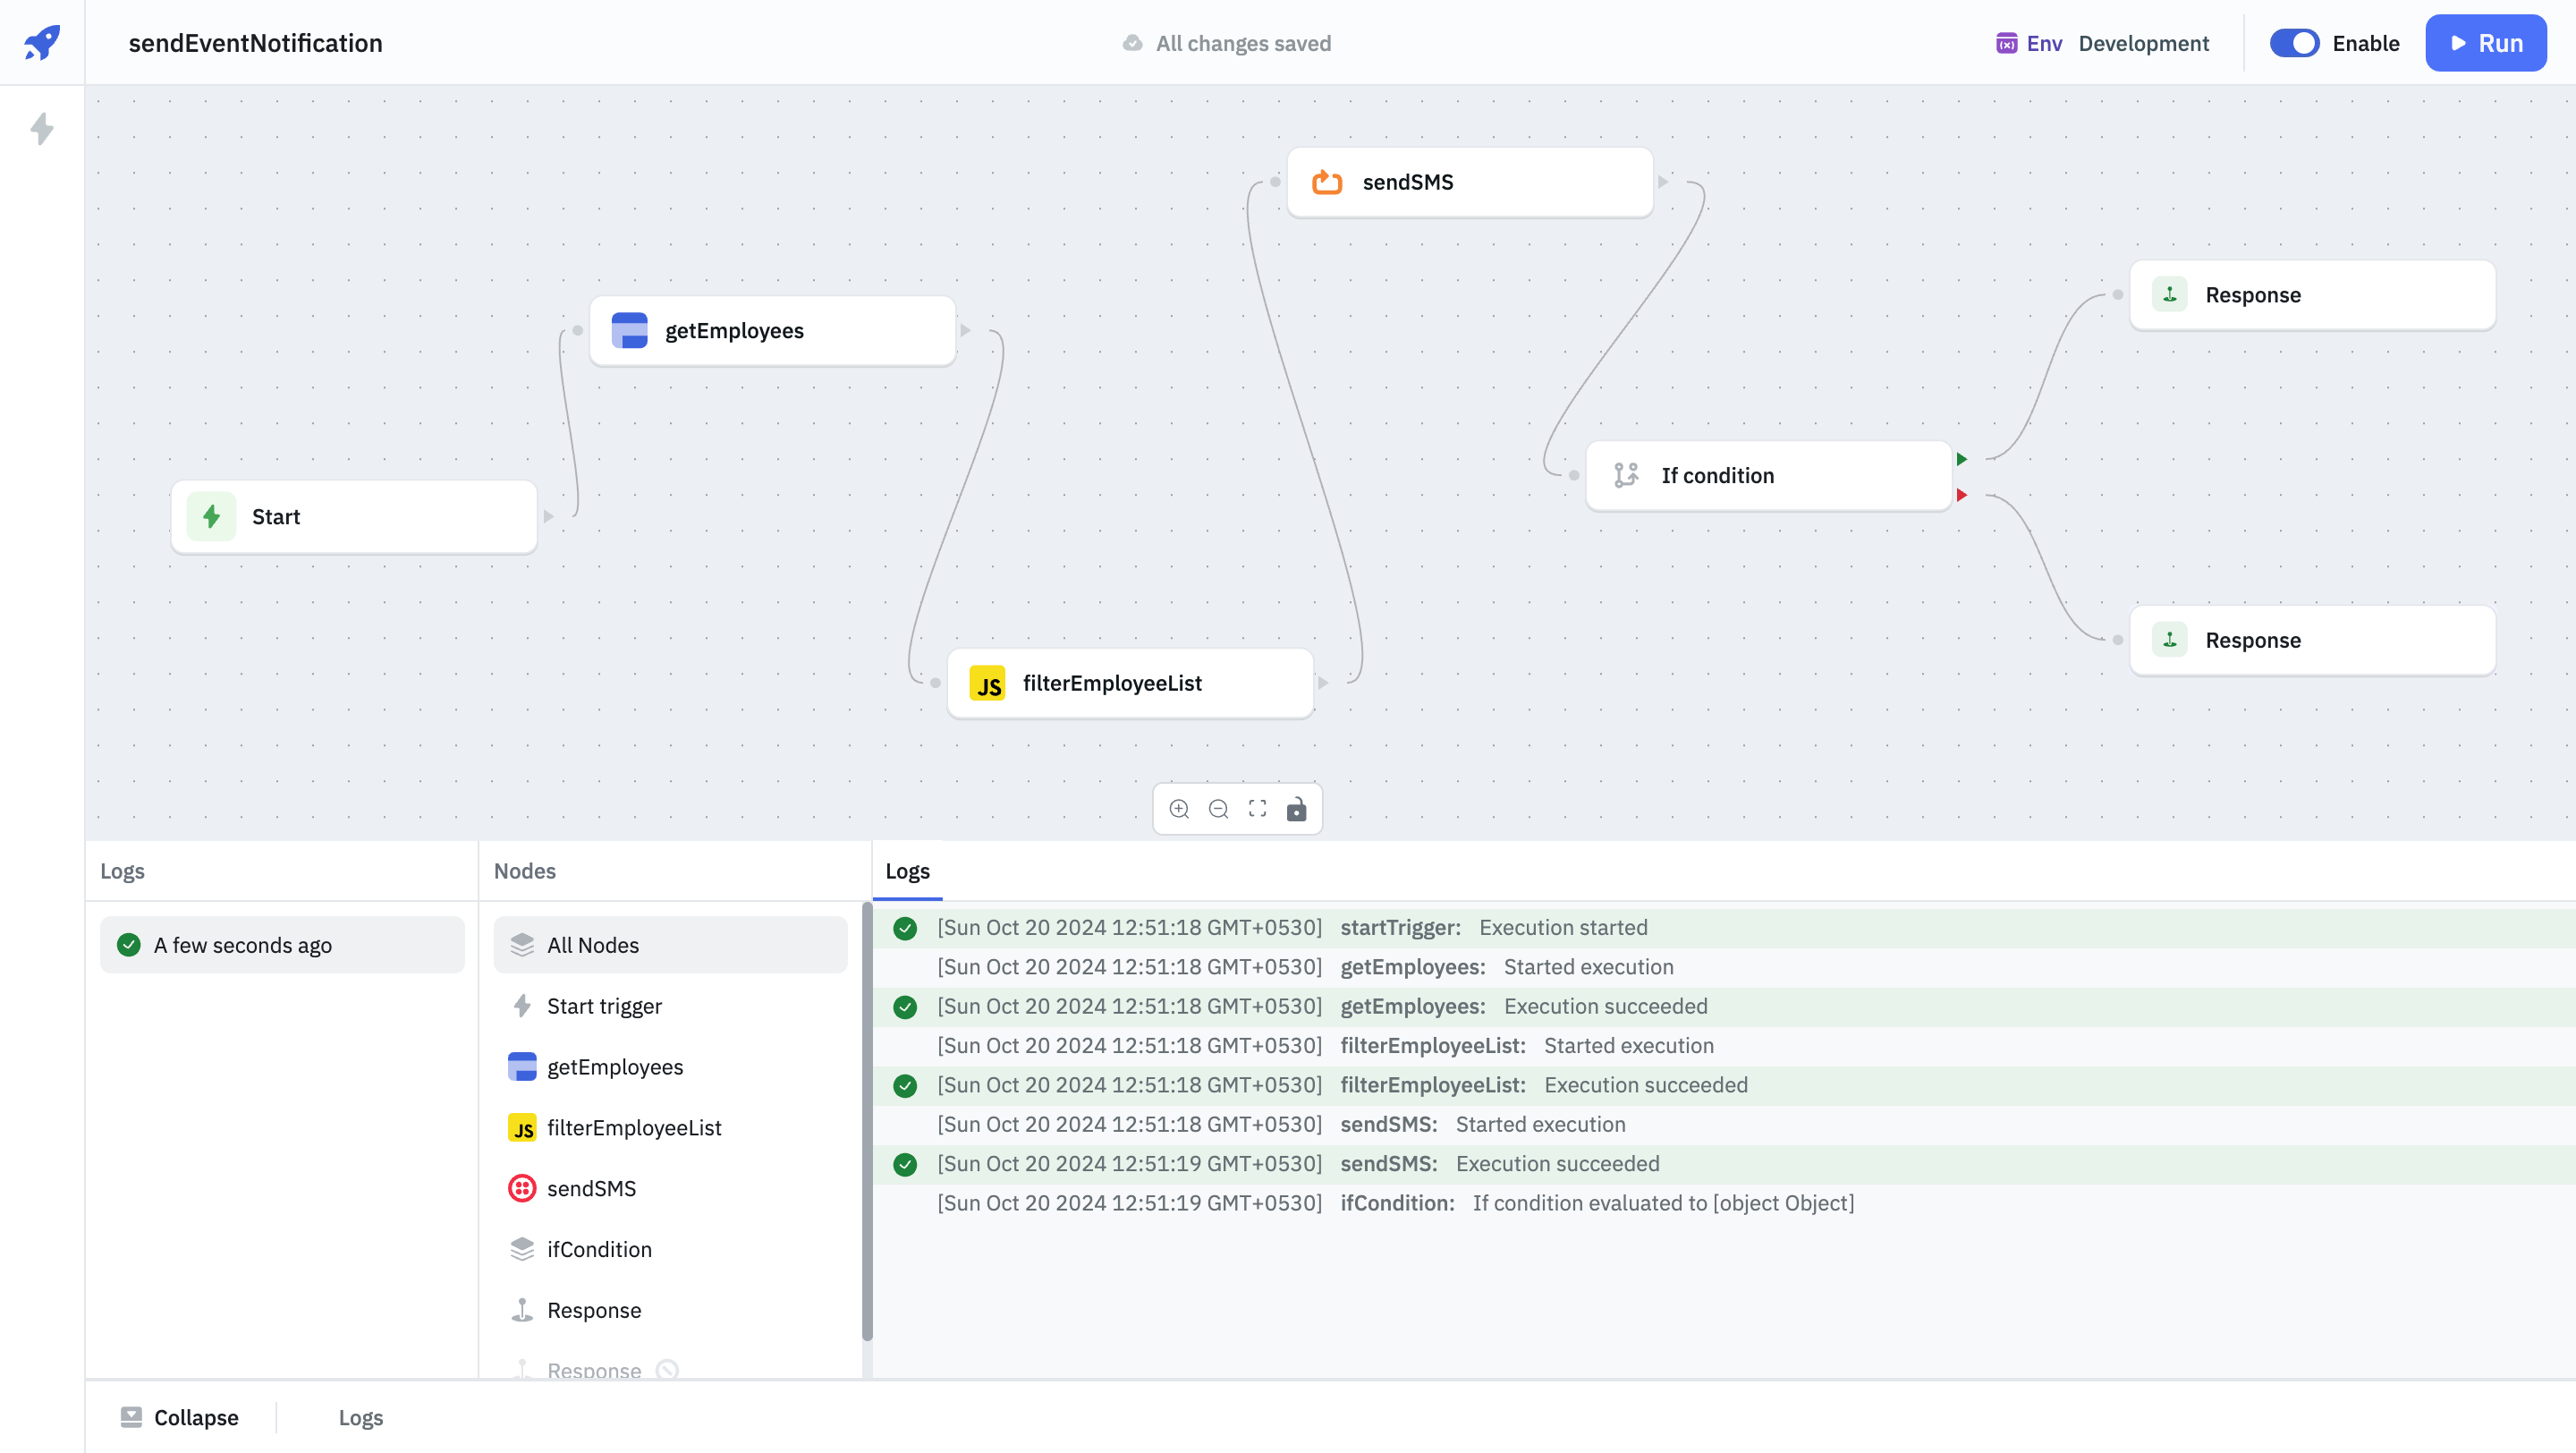 sendEventNotification
All changes saved
Env Development
Enable
Run
sendSMS
Response
getEmployees
If condition
Start
Response
JS filterEmployeeList
Logs
Nodes
Logs
A few seconds ago
All Nodes
Start trigger
getEmployees
JS filterEmployeeList
sendSMS
ifCondition
Response
Response
[Sun Oct 20 2024 12:51:18 GMT+0530] startTrigger: Execution started
[Sun Oct 20 2024 12:51:18 GMT+0530] getEmployees: Started execution
[Sun Oct 20 2024 12:51:18 GMT+0530] getEmployees: Execution succeeded
[Sun Oct 20 2024 12:51:18 GMT+0530] filterEmployeeList: Started execution
[Sun Oct 20 2024 12:51:18 GMT+0530] filterEmployeeList: Execution succeeded
[Sun Oct 20 2024 12:51:18 GMT+0530] sendSMS: Started execution
[Sun Oct 20 2024 12:51:19 GMT+0530] sendSMS: Execution succeeded
[Sun Oct 20 2024 12:51:19 GMT+0530] ifCondition: If condition evaluated to [object Object]
Collapse
Logs